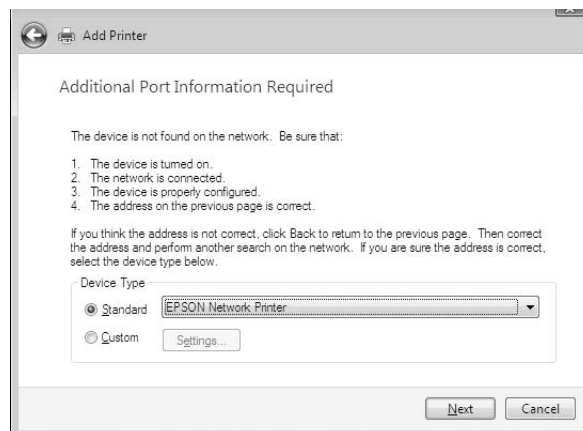 Add Printer
Additional Port Information Required
The device is not found on the network. Be sure that:
1. The device is turned on.
2. The network is connected.
3. The device is properly configured.
4. The address on the previous page is correct.
If you think the address is not correct, click Back to return to the previous page. Then correct
the address and perform another search on the network. If you are sure the address is correct,
select the device type below.
Device Type
Standard EPSON Network Printer
Custom Settings...
Next Cancel